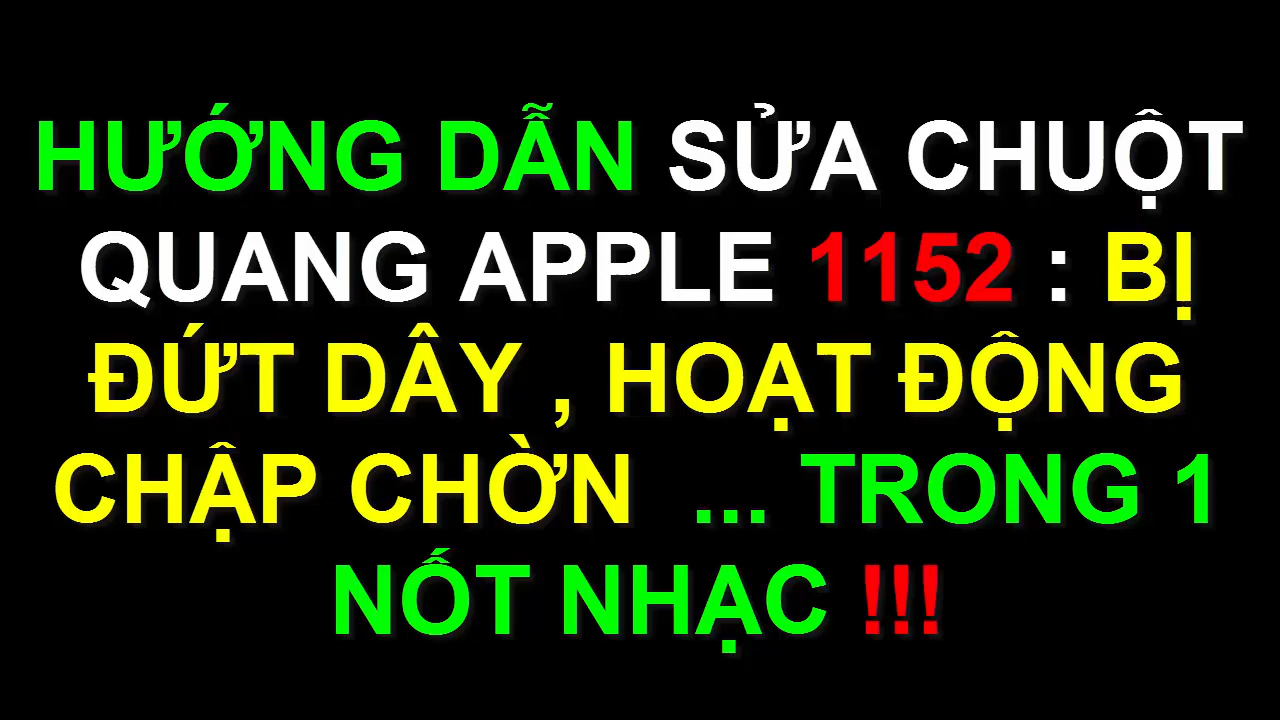 HƯỚNG DẪN SỬA CHUỘT
QUANG APPLE 1152 : BỊ
ĐỨT DÂY , HOẠT ĐỘNG
CHẬP CHỜN ... TRONG 1
NỐT NHẠC !!!